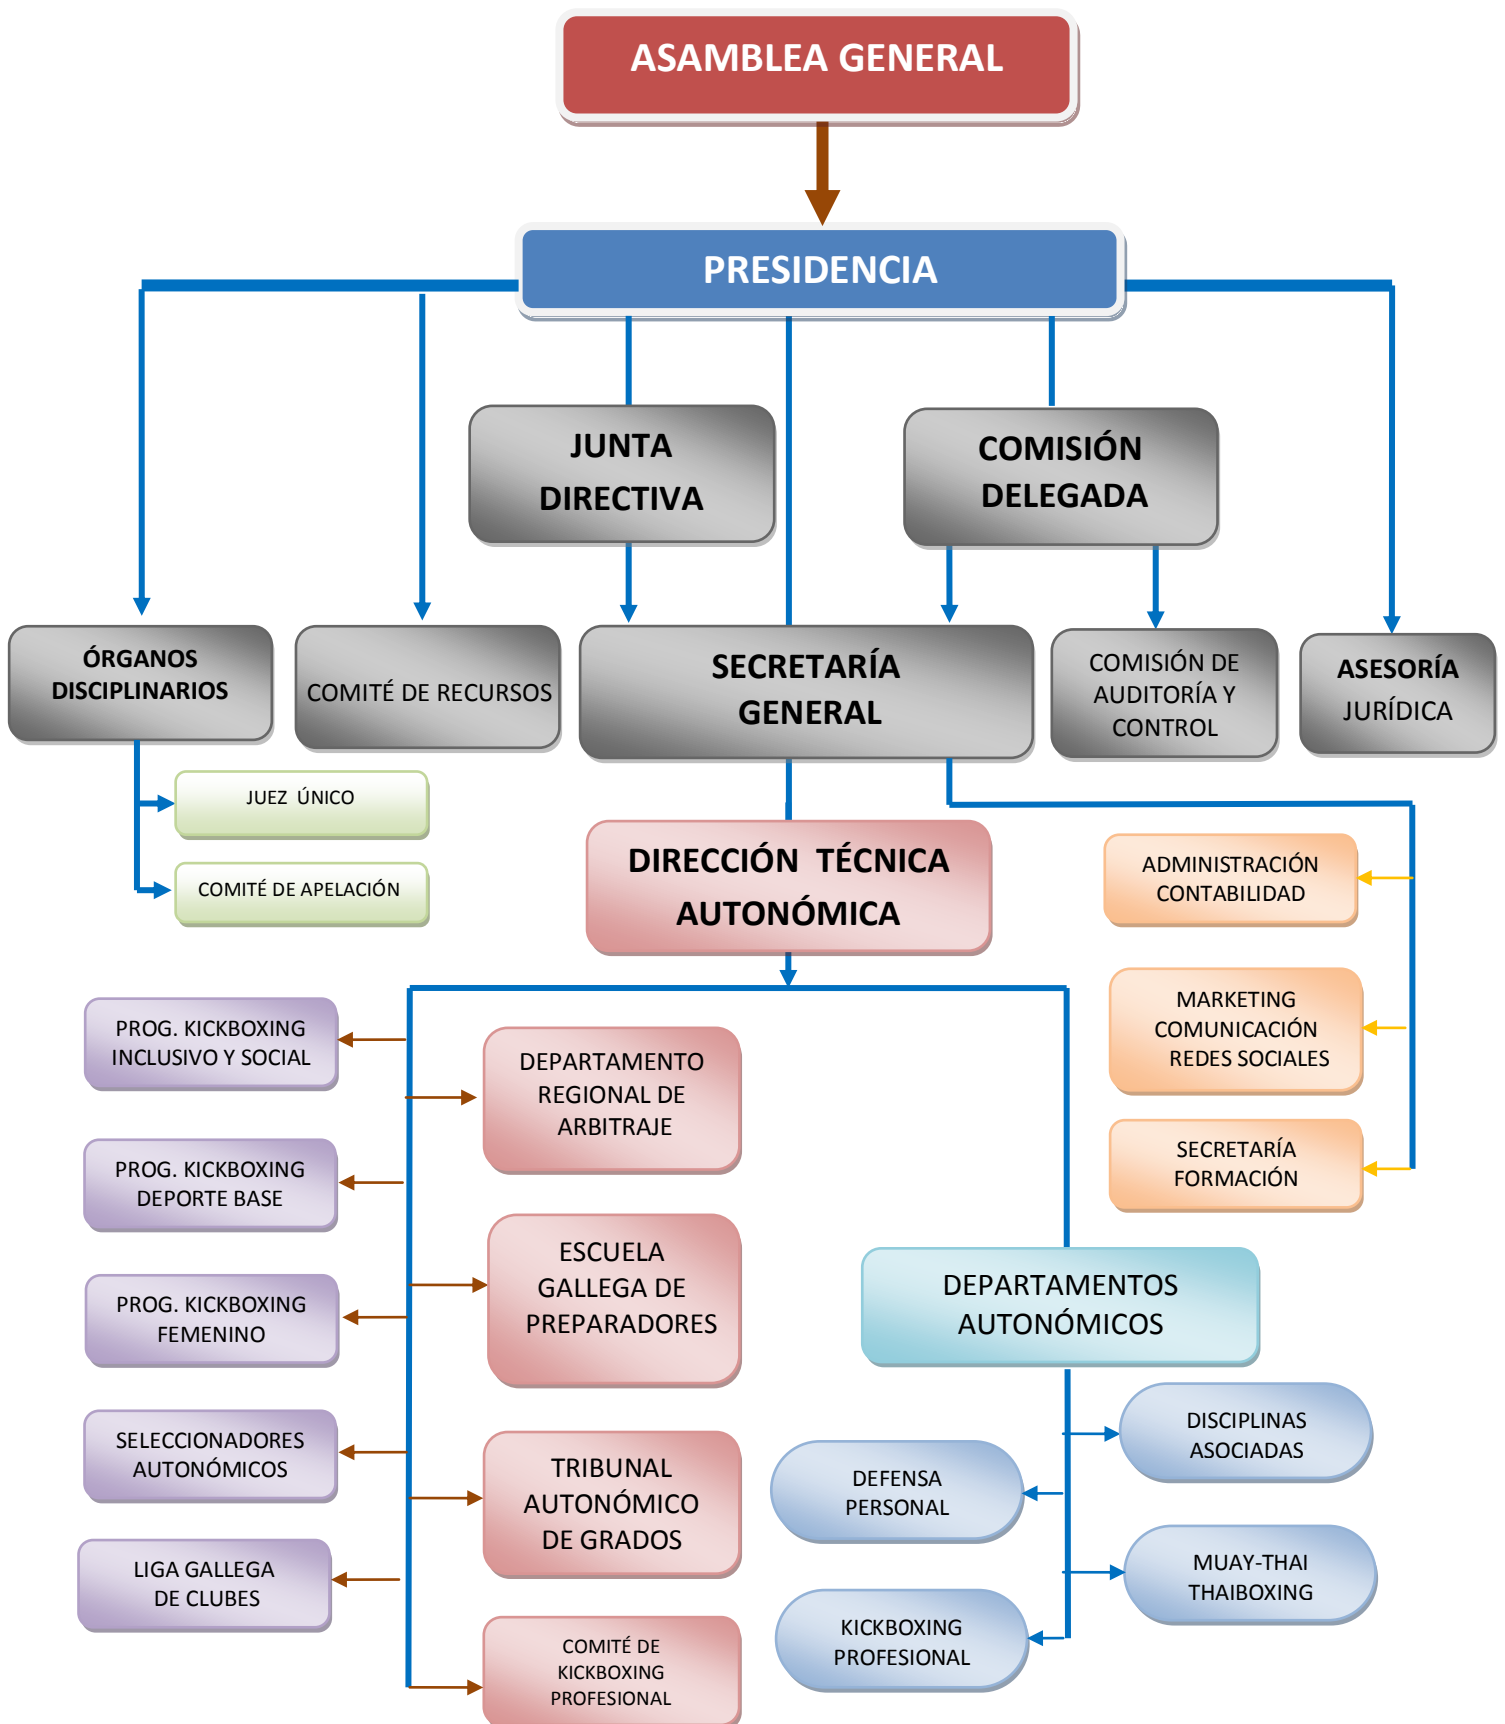 ASAMBLEA GENERAL
PRESIDENCIA
JUNTA
DIRECTIVA
COMISIÓN
DELEGADA
ÓRGANOS
DISCIPLINARIOS
COMITÉ DE RECURSOS
SECRETARÍA
GENERAL
COMISIÓN DE
AUDITORÍA Y
CONTROL
ASESORÍA
JURÍDICA
JUEZ ÚNICO
COMITÉ DE APELACIÓN
DIRECCIÓN TÉCNICA
AUTONÓMICA
ADMINISTRACIÓN
CONTABILIDAD
MARKETING
COMUNICACIÓN
REDES SOCIALES
SECRETARÍA
FORMACIÓN
PROG. KICKBOXING
INCLUSIVO Y SOCIAL
DEPARTAMENTO
REGIONAL DE
ARBITRAJE
PROG. KICKBOXING
DEPORTE BASE
ESCUELA
GALLEGA DE
PREPARADORES
PROG. KICKBOXING
FEMENINO
DEPARTAMENTOS
AUTONÓMICOS
SELECCIONADORES
AUTONÓMICOS
TRIBUNAL
AUTONÓMICO
DE GRADOS
DISCIPLINAS
ASOCIADAS
DEFENSA
PERSONAL
LIGA GALLEGA
DE CLUBES
MUAY-THAI
THAIBOXING
COMITÉ DE
KICKBOXING
PROFESIONAL
KICKBOXING
PROFESIONAL